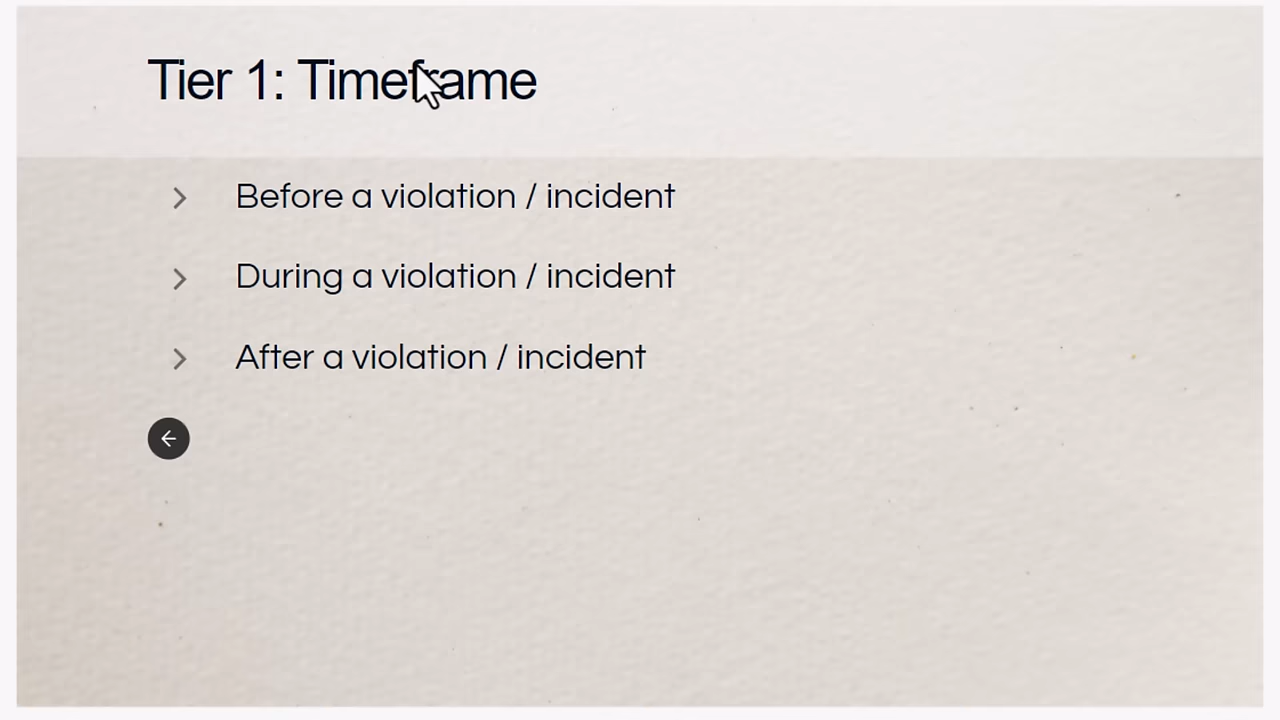 Tier 1: Timeframe
Before a violation / incident
During a violation / incident
After a violation / incident